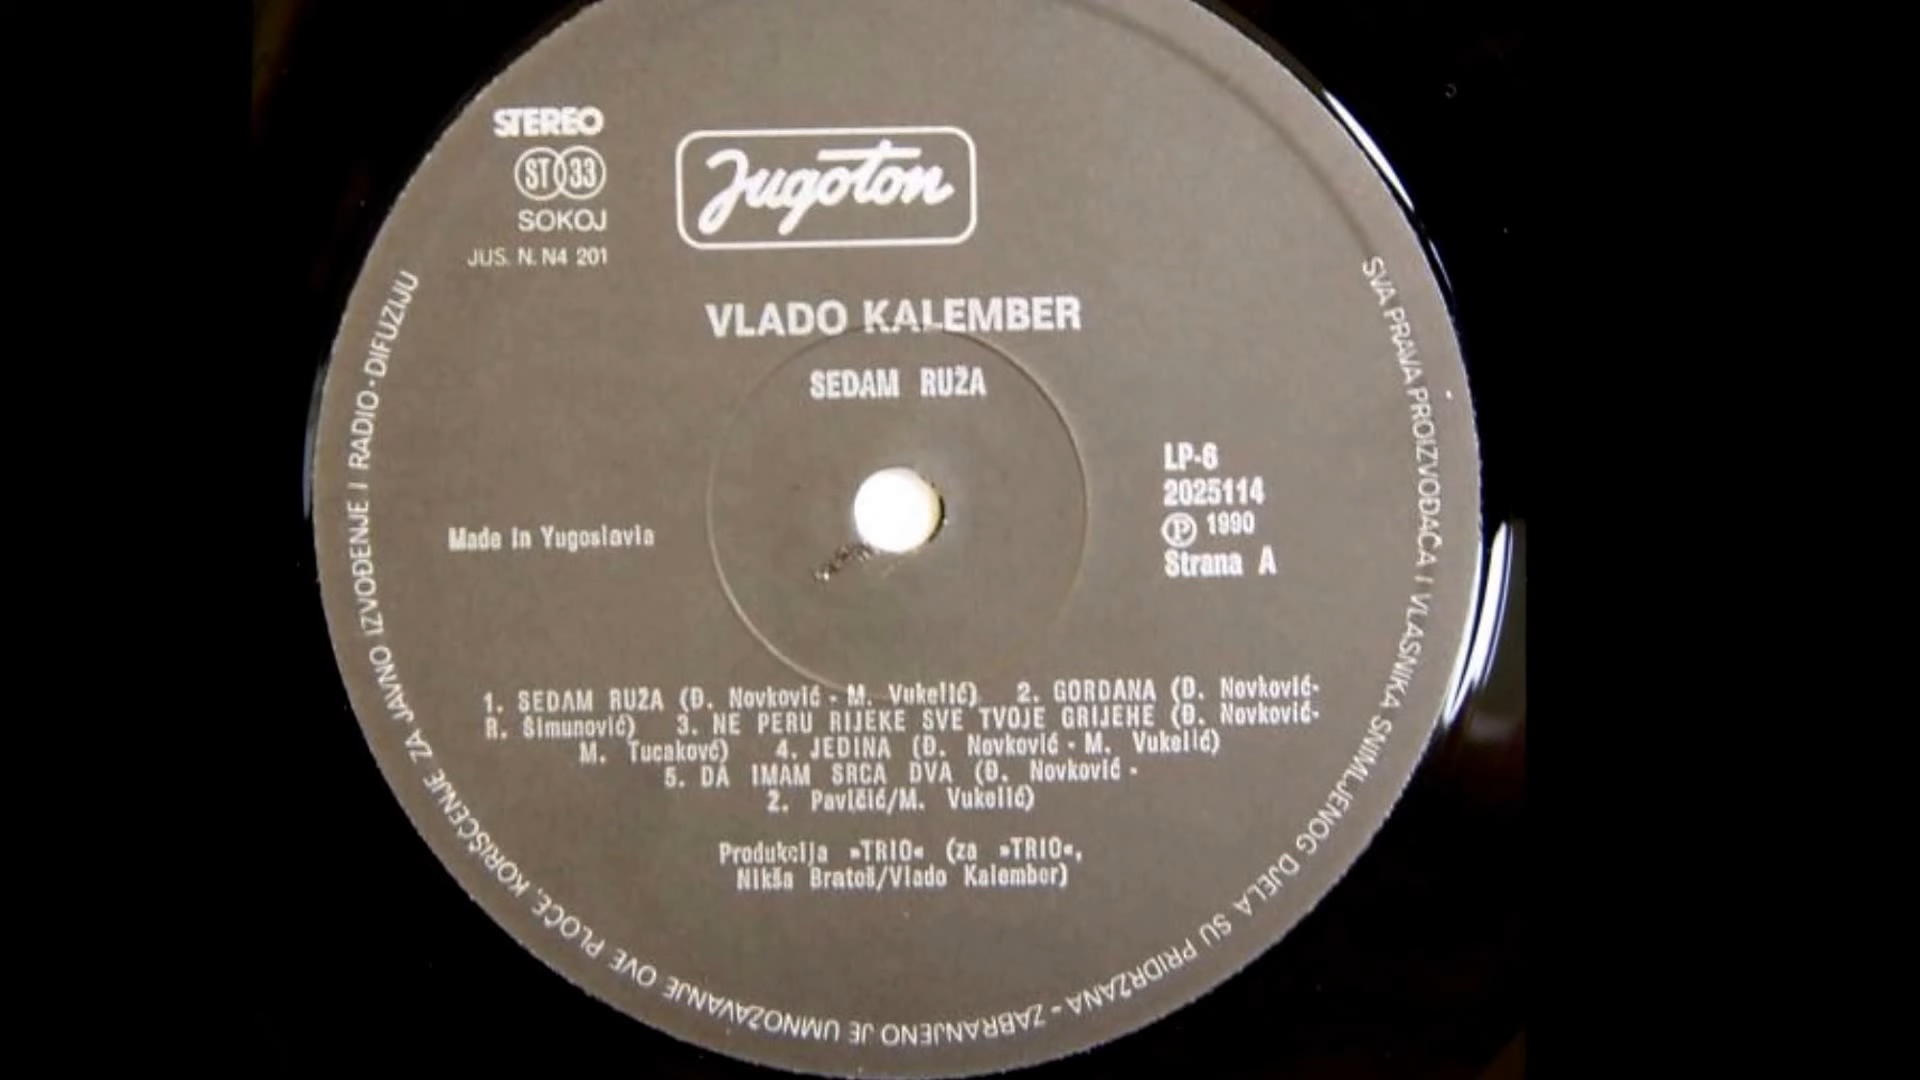 STEREO
ST 33
SOKOJ
JUS. N. N4 201
Jugoton
VLADO KALEMBER
SEDAM RUŽA
LP-6
2025114
Ⓟ 1990
Strana A
Made in Yugoslavia
1. SEDAM RUŽA (Đ. Novković - M. Vukelić) 2. GORDANA (Đ. Novković-
R. Šimunović) 3. NE PERU RIJEKE SVE TVOJE GRIJEHE (Đ. Novković-
M. Tucakovć) 4. JEDINA (Đ. Novković - M. Vukelić)
5. DA IMAM SRCA DVA (Đ. Novković -
2. Pavičić/M. Vukelić)
Produkcija »TRIO« (za »TRIO«,
Nikša Bratoš/Vlado Kalember)
SVA PRAVA PROIZVOĐAČA I VLASNIKA SNIMLJENOG DJELA SU PRIDRŽANA - ZABRANJENO JE UMNOŽAVANJE OVE PLOČE, KORIŠĆENJE ZA JAVNO IZVOĐENJE I RADIO-DIFUZIJU